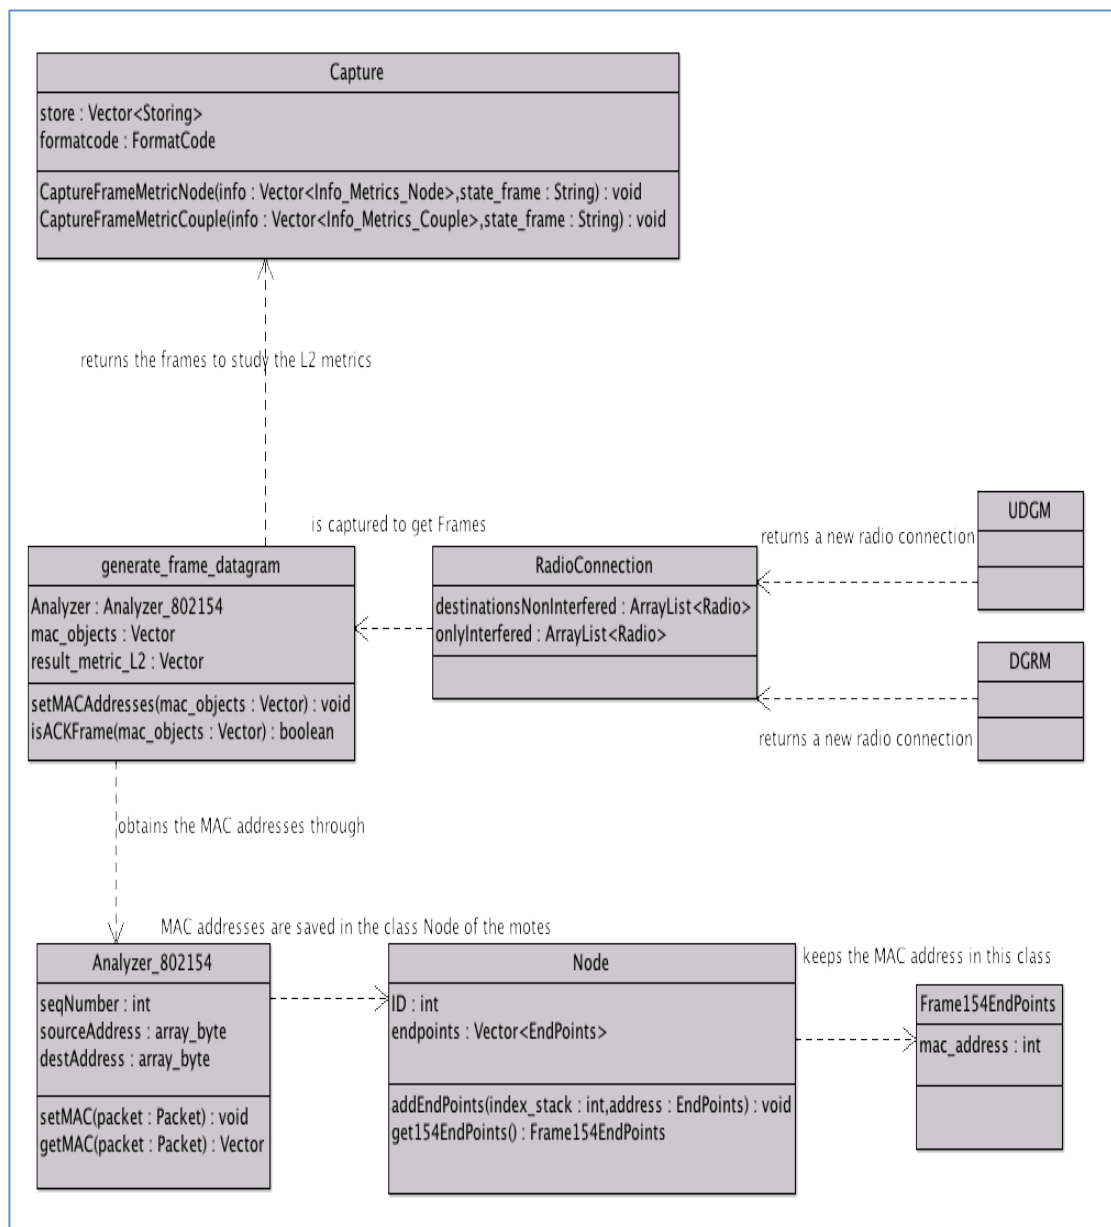 Capture
store : Vector<Storing>
formatcode : FormatCode
CaptureFrameMetricNode(info : Vector<Info_Metrics_Node>,state_frame : String) : void
CaptureFrameMetricCouple(info : Vector<Info_Metrics_Couple>,state_frame : String) : void
returns the frames to study the L2 metrics
is captured to get Frames
generate_frame_datagram
Analyzer : Analyzer_802154
mac_objects : Vector
result_metric_L2 : Vector
setMACAddresses(mac_objects : Vector) : void
isACKFrame(mac_objects : Vector) : boolean
RadioConnection
destinationsNonInterfered : ArrayList<Radio>
onlyInterfered : ArrayList<Radio>
returns a new radio connection
UDGM
DGRM
returns a new radio connection
obtains the MAC addresses through
MAC addresses are saved in the class Node of the motes
Analyzer_802154
seqNumber : int
sourceAddress : array_byte
destAddress : array_byte
setMAC(packet : Packet) : void
getMAC(packet : Packet) : Vector
Node
ID : int
endpoints : Vector<EndPoints>
addEndPoints(index_stack : int,address : EndPoints) : void
get154EndPoints() : Frame154EndPoints
keeps the MAC address in this class
Frame154EndPoints
mac_address : int